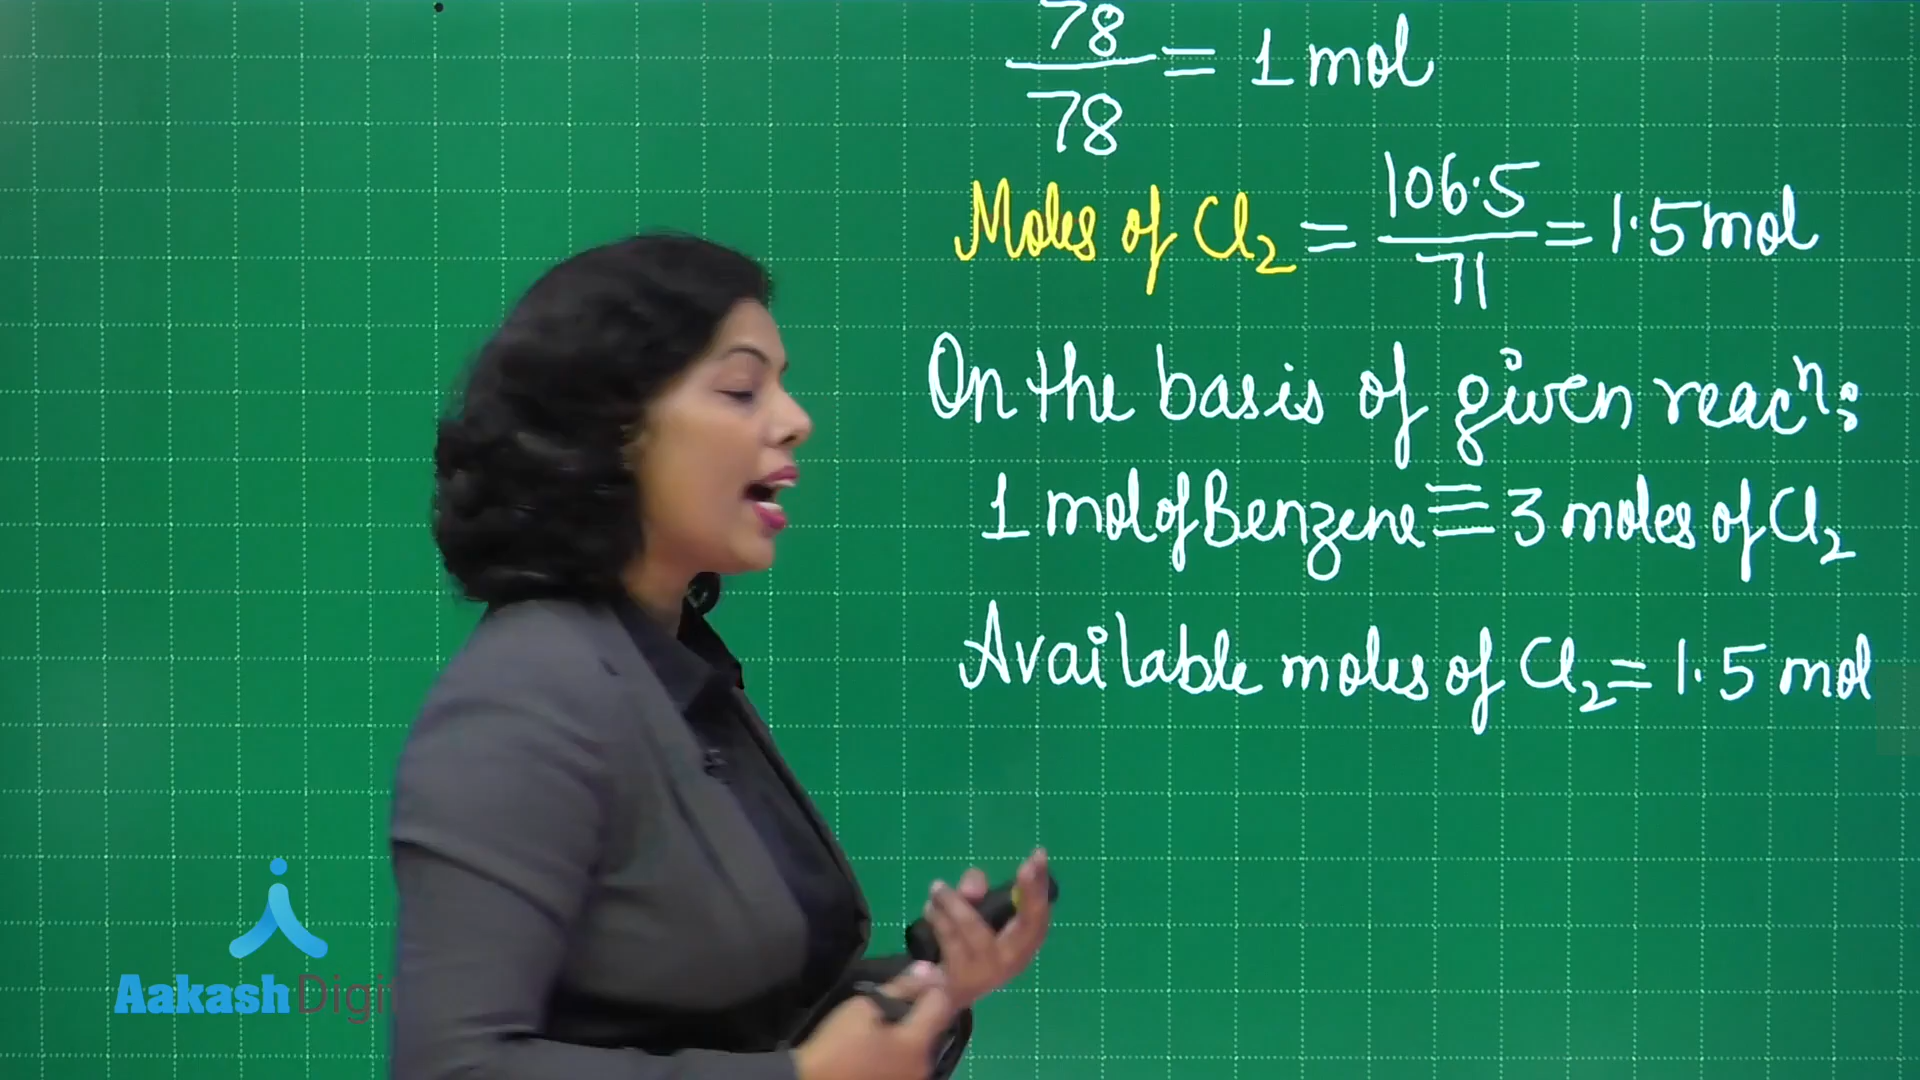 78
78
= 1 mol
Moles of Cl2 = 106.5
71
= 1.5 mol
On the basis of given reacn:
1 mol of Benzene ≡ 3 moles of Cl2
Available moles of Cl2 = 1.5 mol
Aakash Digi